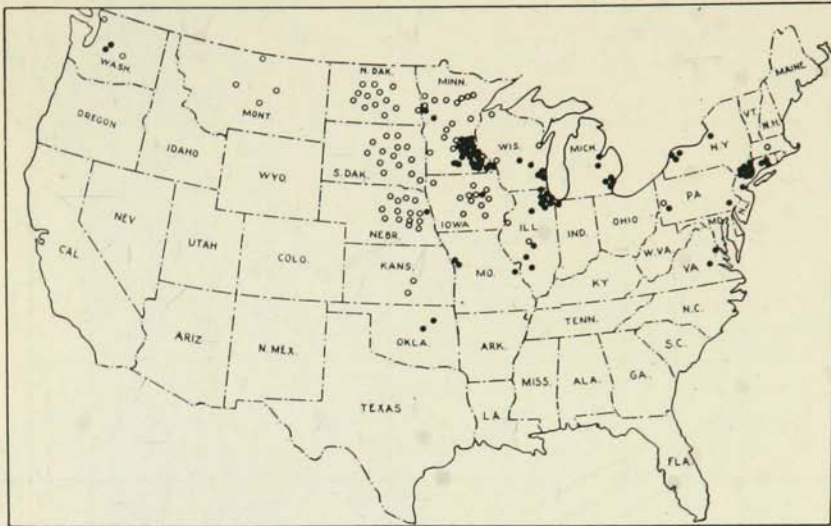 WASH.
OREGON
IDAHO
MONT
N. DAK.
MINN.
S. DAK.
WYO.
NEBR.
IOWA
WIS.
MICH.
ILL
IND.
OHIO
PA
N.Y
VT.
N.H.
MAINE
N.J.
MD.
W.VA
VA
KY
N.C.
TENN.
S.C.
GA.
ALA.
MISS.
LA.
ARK.
MO.
KANS.
OKLA.
TEXAS
COLO.
N. MEX.
ARIZ
UTAH
NEV.
CAL.
FLA.